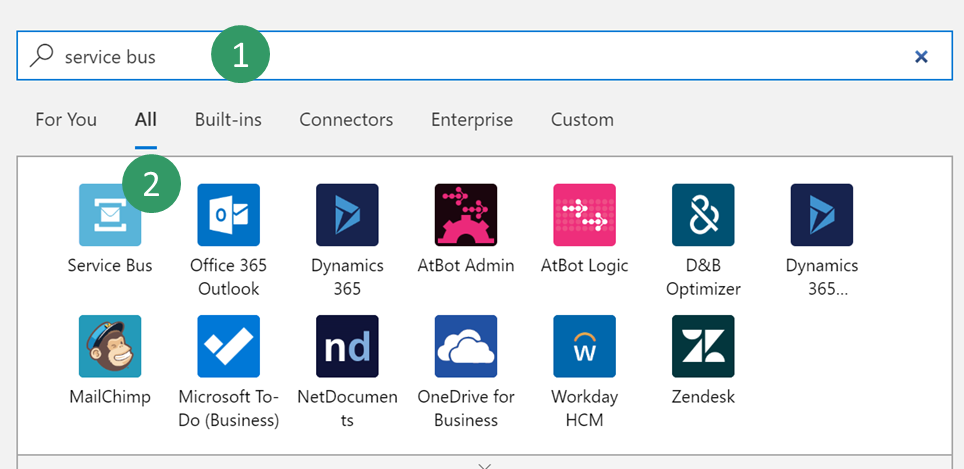 service bus
1
For You All Built-ins Connectors Enterprise Custom
2
Service Bus
Office 365
Outlook
Dynamics
365
AtBot Admin
AtBot Logic
D&B
Optimizer
Dynamics
365...
MailChimp
Microsoft To-
Do (Business)
nd
NetDocumen
ts
OneDrive for
Business
w
Workday
HCM
Zendesk